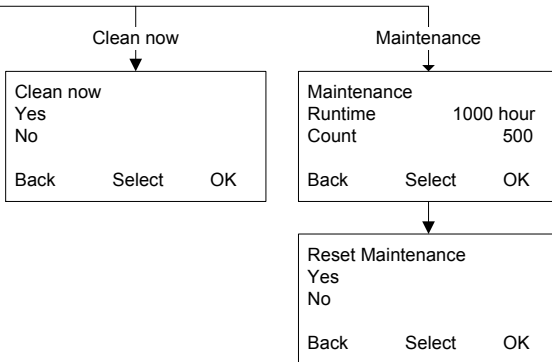 Clean now
Maintenance
Clean now
Yes
No
Back Select OK
Maintenance
Runtime 1000 hour
Count 500
Back Select OK
Reset Maintenance
Yes
No
Back Select OK